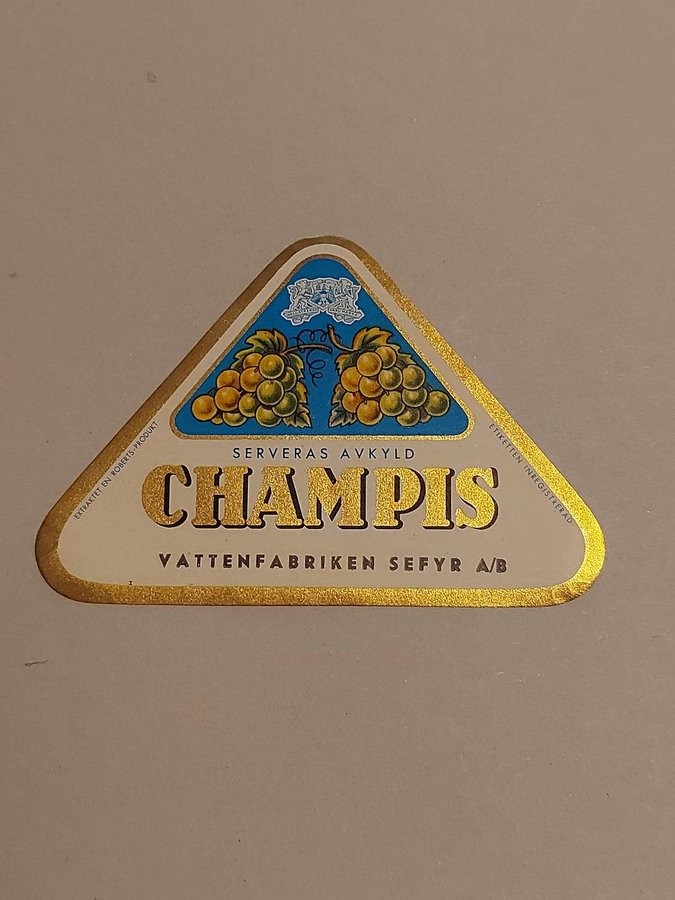 SERVERAS AVKYLD
EXTRAKTET EN ROBERTS PRODUKT
ETIKETTEN INREGISTRERAD
CHAMPIS
VATTENFABRIKEN SEFYR A/B